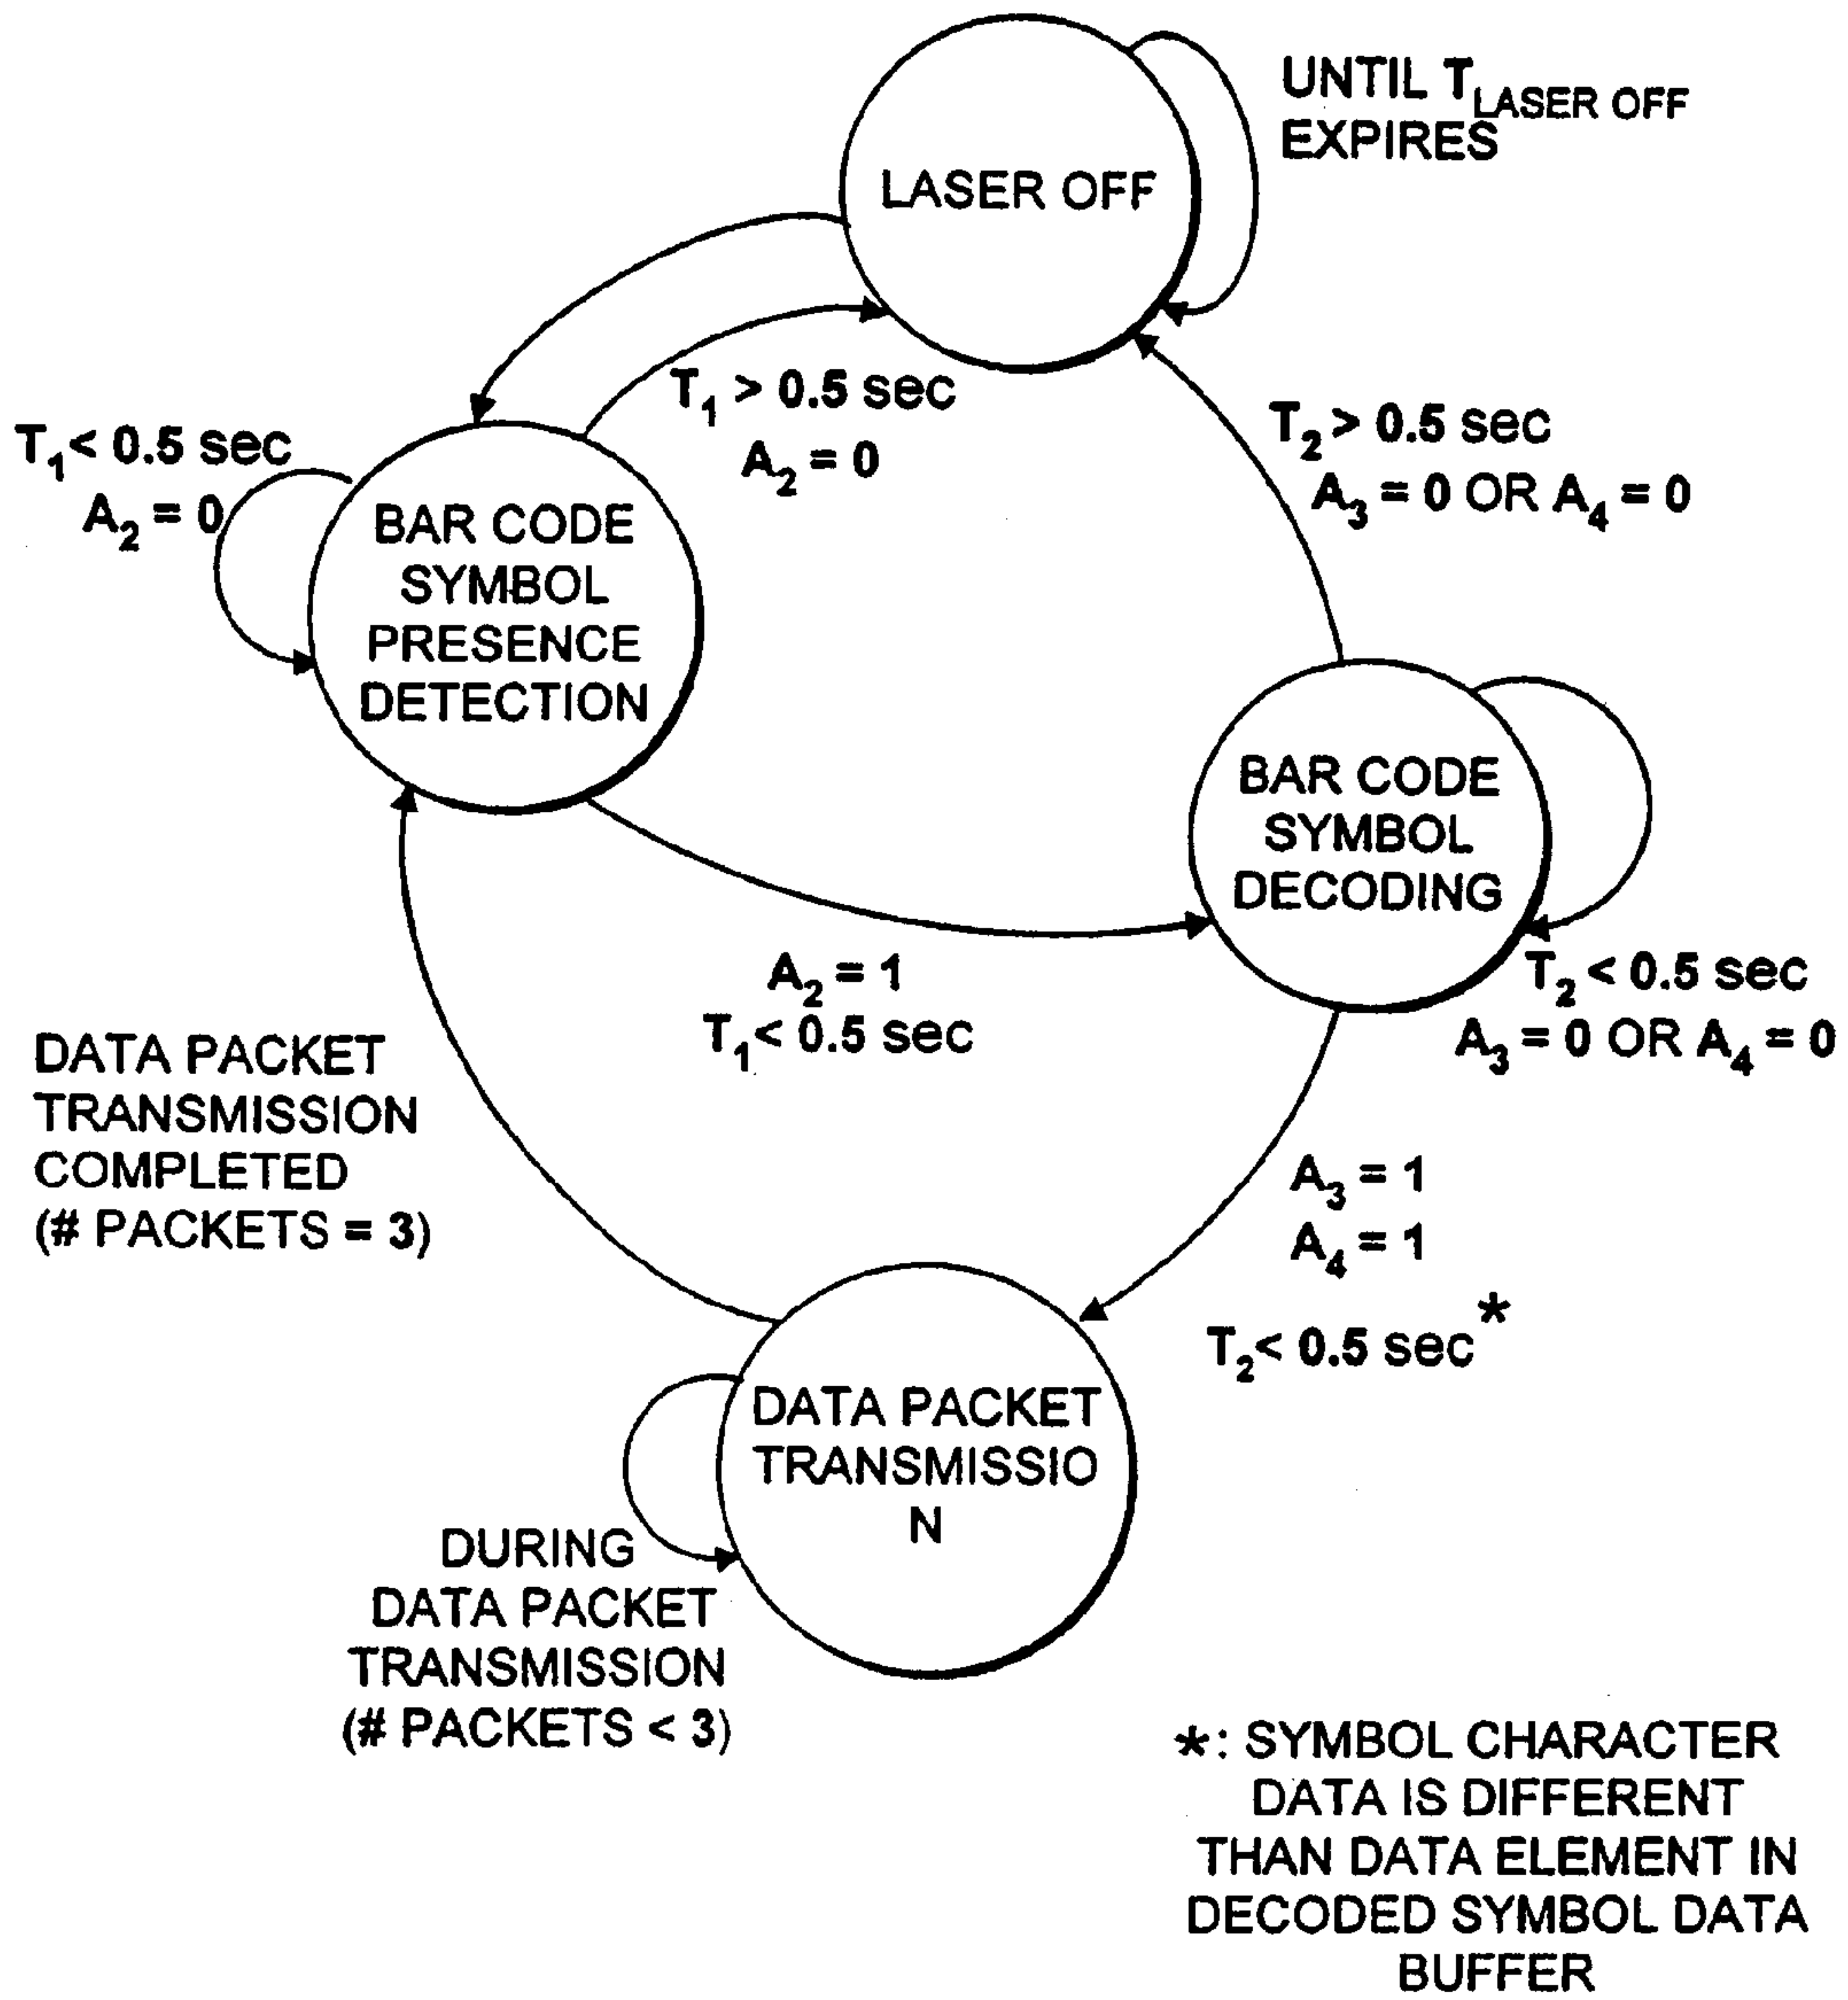 UNTIL T LASER OFF
EXPIRES
LASER OFF
T1 > 0.5 sec
A2 = 0
T1 < 0.5 sec
A2 = 0
T2 > 0.5 sec
A3 = 0 OR A4 = 0
BAR CODE
SYMBOL
PRESENCE
DETECTION
BAR CODE
SYMBOL
DECODING
A2 = 1
T1 < 0.5 sec
T2 < 0.5 sec
A3 = 0 OR A4 = 0
DATA PACKET
TRANSMISSION
COMPLETED
(# PACKETS = 3)
A3 = 1
A4 = 1
T2 < 0.5 sec *
DATA PACKET
TRANSMISSIO
N
DURING
DATA PACKET
TRANSMISSION
(# PACKETS < 3)
*: SYMBOL CHARACTER
DATA IS DIFFERENT
THAN DATA ELEMENT IN
DECODED SYMBOL DATA
BUFFER